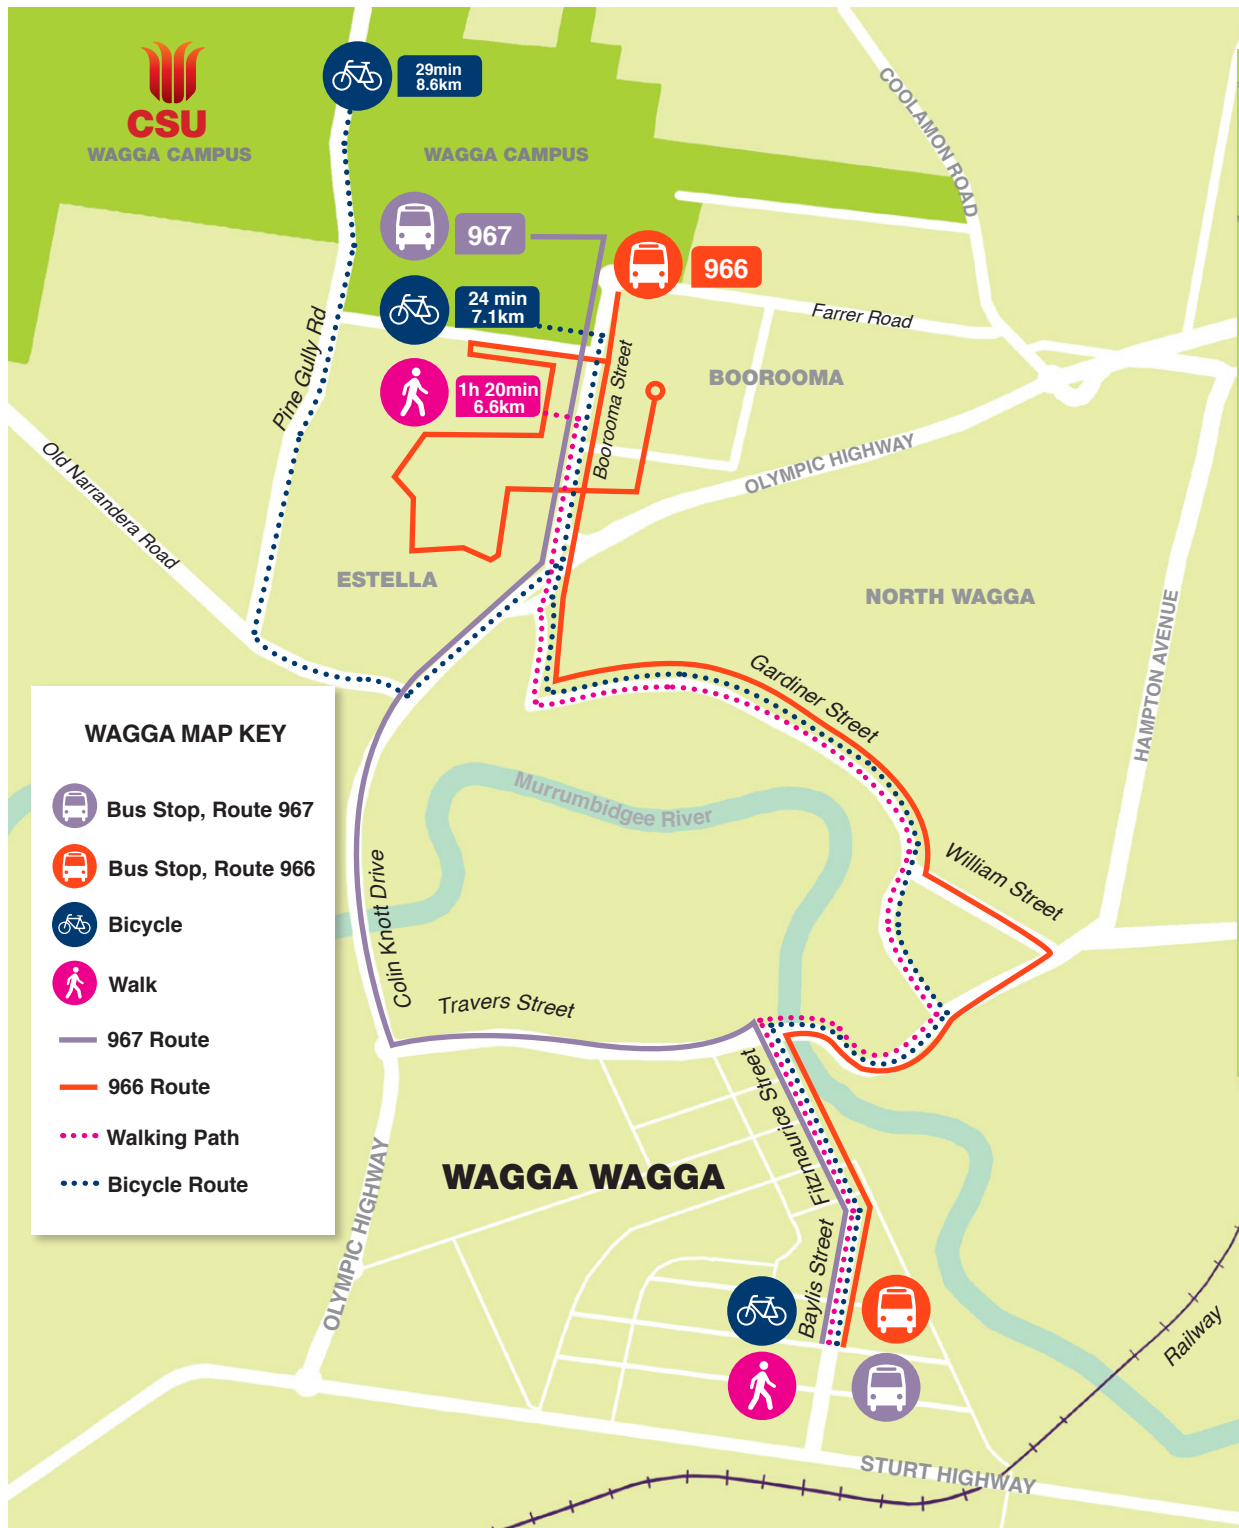 29min
8.6km
CSU
WAGGA CAMPUS
WAGGA CAMPUS
COOLAMON ROAD
967
966
24 min
7.1km
Farrer Road
Pine Gully Rd
Boorooma Street
1h 20min
6.6km
BOOROOMA
OLYMPIC HIGHWAY
Old Narrandera Road
ESTELLA
NORTH WAGGA
HAMPTON AVENUE
Gardiner Street
WAGGA MAP KEY
Bus Stop, Route 967
Bus Stop, Route 966
Bicycle
Walk
967 Route
966 Route
Walking Path
Bicycle Route
Murrumbidgee River
William Street
Colin Knott Drive
Travers Street
Fitzmaurice Street
WAGGA WAGGA
OLYMPIC HIGHWAY
Baylis Street
Railway
STURT HIGHWAY